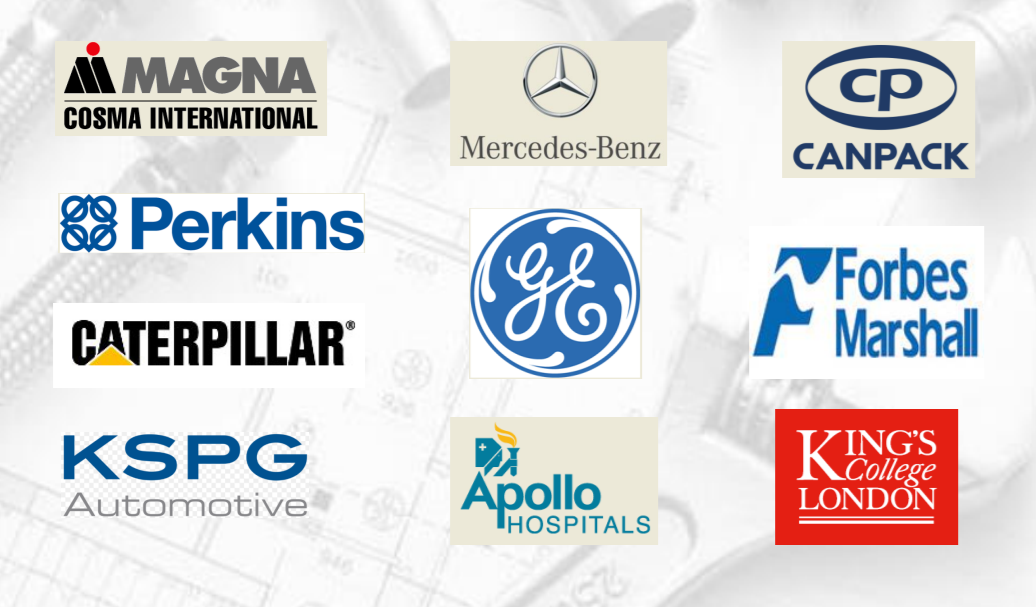 MAGNA
COSMA INTERNATIONAL
Perkins
CATERPILLAR®
KSPG
Automotive
Mercedes-Benz
GE
Apollo
HOSPITALS
cp
CANPACK
Forbes
Marshall
KING'S
College
LONDON
1600